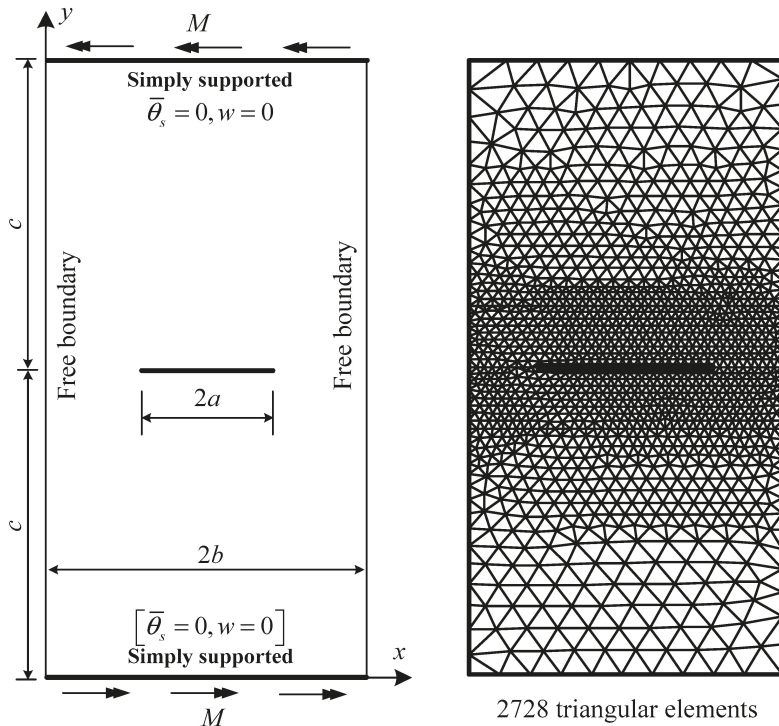 y
M
Simply supported
θ̄ₛ = 0, w = 0
c
Free boundary
Free boundary
2a
c
2b
[θ̄ₛ = 0, w = 0]
Simply supported
x
M
2728 triangular elements